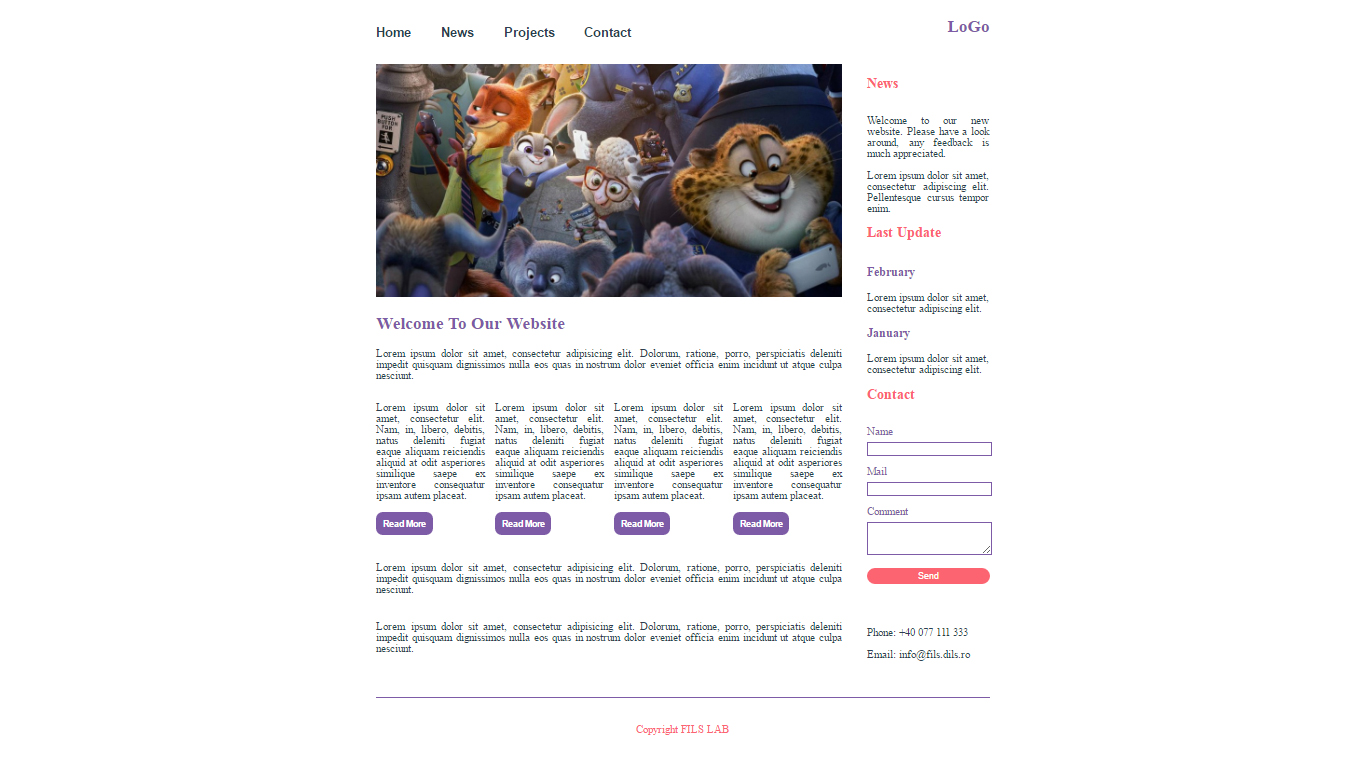 Home News Projects Contact
LoGo
PUSH
BUTTON
FOR
Welcome To Our Website
Lorem ipsum dolor sit amet, consectetur adipisicing elit. Dolorum, ratione, porro, perspiciatis deleniti
impedit quisquam dignissimos nulla eos quas in nostrum dolor eveniet officia enim incidunt ut atque culpa
nesciunt.
Lorem ipsum dolor sit
amet, consectetur elit.
Nam, in, libero, debitis,
natus deleniti fugiat
eaque aliquam reiciendis
aliquid at odit asperiores
similique saepe ex
inventore consequatur
ipsam autem placeat.
Read More
Lorem ipsum dolor sit
amet, consectetur elit.
Nam, in, libero, debitis,
natus deleniti fugiat
eaque aliquam reiciendis
aliquid at odit asperiores
similique saepe ex
inventore consequatur
ipsam autem placeat.
Read More
Lorem ipsum dolor sit
amet, consectetur elit.
Nam, in, libero, debitis,
natus deleniti fugiat
eaque aliquam reiciendis
aliquid at odit asperiores
similique saepe ex
inventore consequatur
ipsam autem placeat.
Read More
Lorem ipsum dolor sit
amet, consectetur elit.
Nam, in, libero, debitis,
natus deleniti fugiat
eaque aliquam reiciendis
aliquid at odit asperiores
similique saepe ex
inventore consequatur
ipsam autem placeat.
Read More
Lorem ipsum dolor sit amet, consectetur adipisicing elit. Dolorum, ratione, porro, perspiciatis deleniti
impedit quisquam dignissimos nulla eos quas in nostrum dolor eveniet officia enim incidunt ut atque culpa
nesciunt.
Lorem ipsum dolor sit amet, consectetur adipisicing elit. Dolorum, ratione, porro, perspiciatis deleniti
impedit quisquam dignissimos nulla eos quas in nostrum dolor eveniet officia enim incidunt ut atque culpa
nesciunt.
News
Welcome to our new
website. Please have a look
around, any feedback is
much appreciated.
Lorem ipsum dolor sit amet,
consectetur adipiscing elit.
Pellentesque cursus tempor
enim.
Last Update
February
Lorem ipsum dolor sit amet,
consectetur adipiscing elit.
January
Lorem ipsum dolor sit amet,
consectetur adipiscing elit.
Contact
Name
Mail
Comment
Send
Phone: +40 077 111 333
Email: info@fils.dils.ro
Copyright FILS LAB